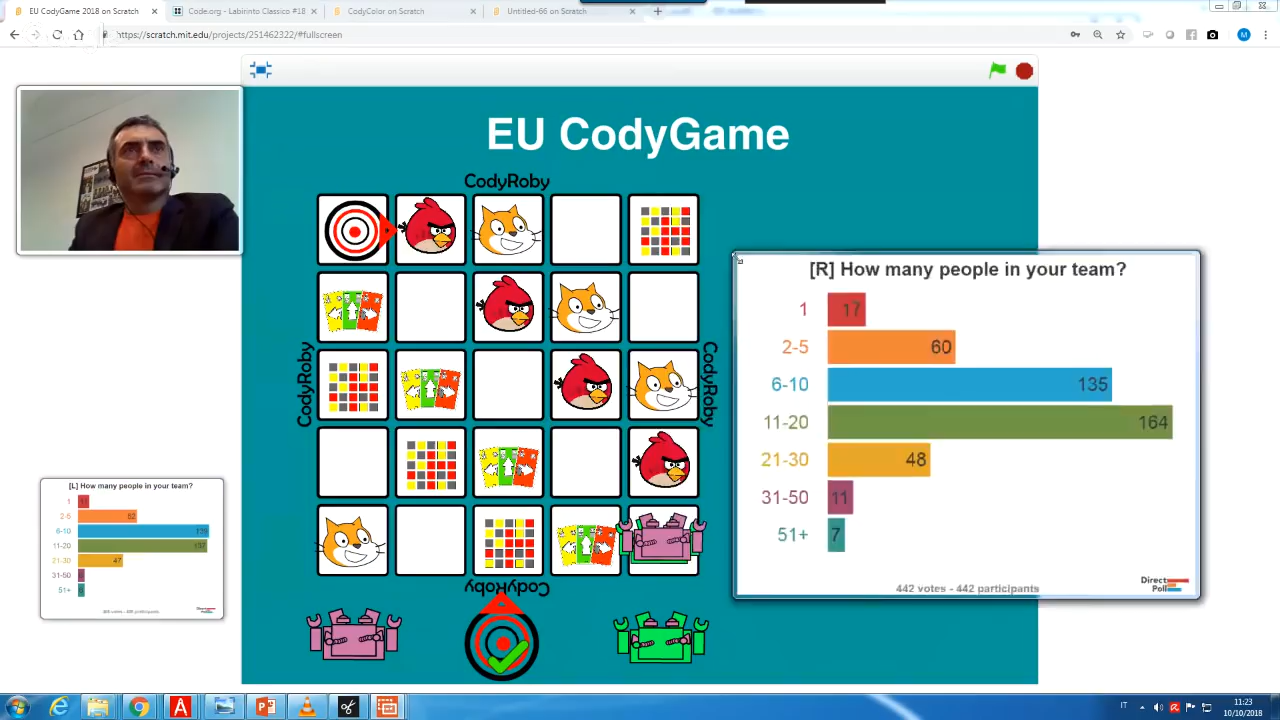 EU CodyGame 2018 on Scratch
Code.org - Labirinto Classico #18
CodyColor on Scratch
Untitled-66 on Scratch
https://scratch.mit.edu/projects/251462322/#fullscreen
M
EU CodyGame
CodyRoby
CodyRoby
CodyRoby
CodyRoby
[R] How many people in your team?
1 17
2-5 60
6-10 135
11-20 164
21-30 48
31-50 11
51+ 7
442 votes - 442 participants
Direct
Poll
[L] How many people in your team?
1 11
2-5 62
6-10
11-20 137
21-30 47
31-50
51+
IT
11:23
10/10/2018